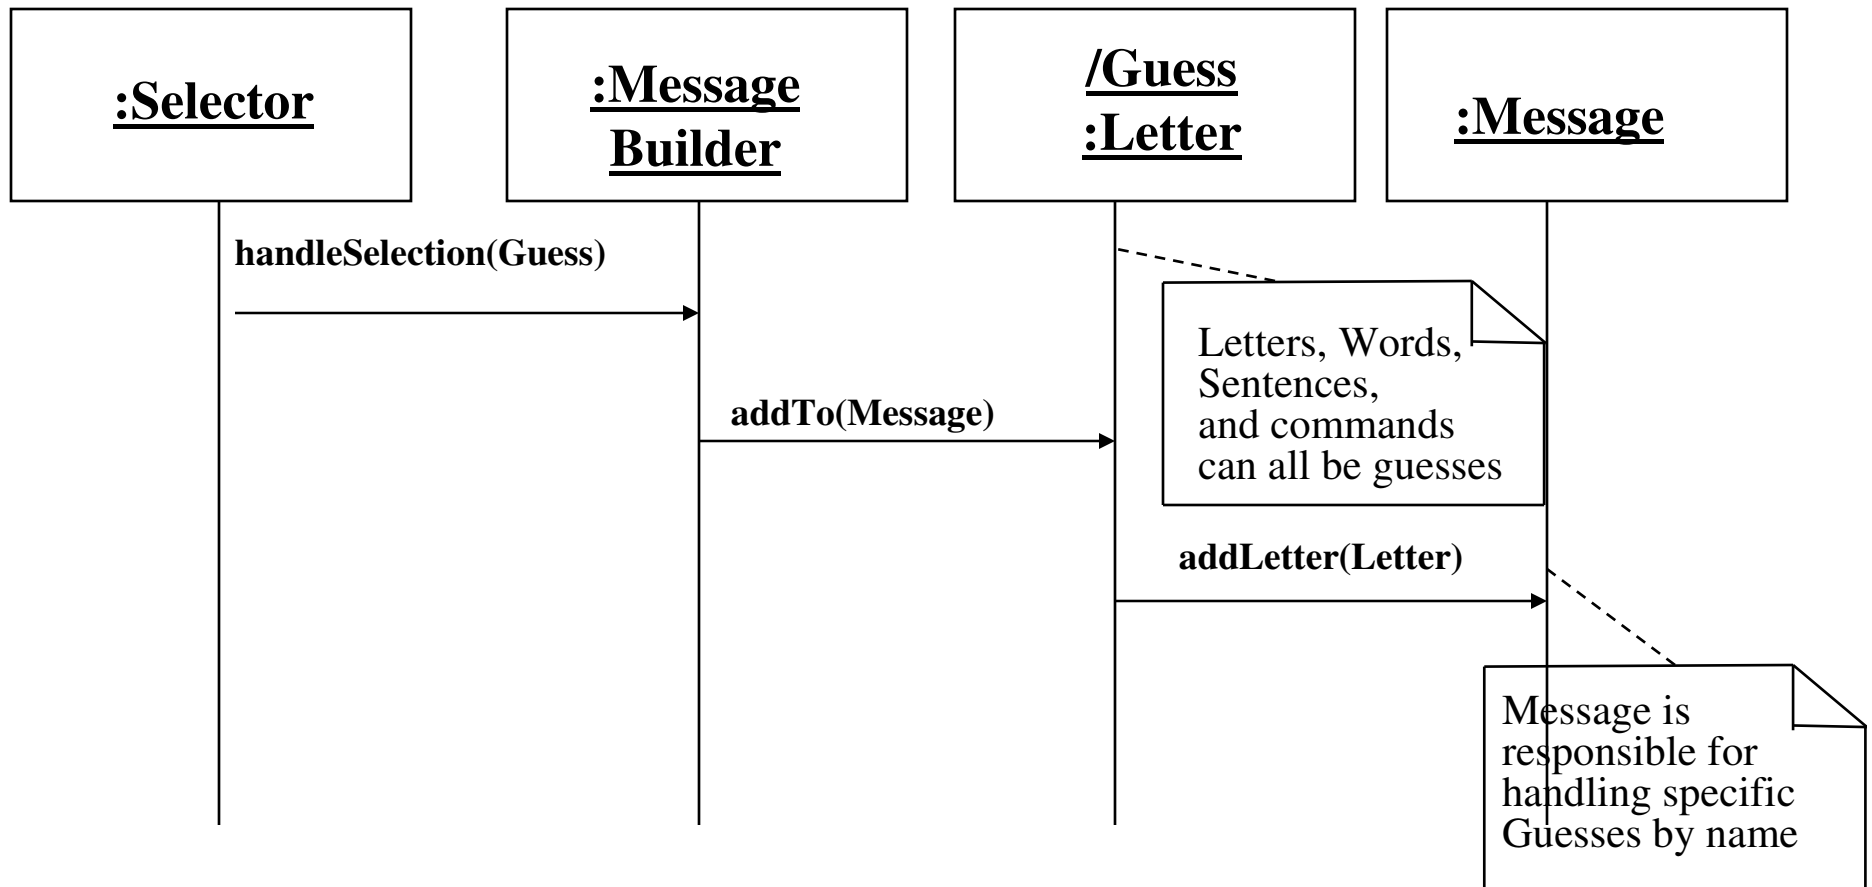 :Selector
:Message
Builder
/Guess
:Letter
:Message
handleSelection(Guess)
Letters, Words,
Sentences,
and commands
can all be guesses
addTo(Message)
addLetter(Letter)
Message is
responsible for
handling specific
Guesses by name